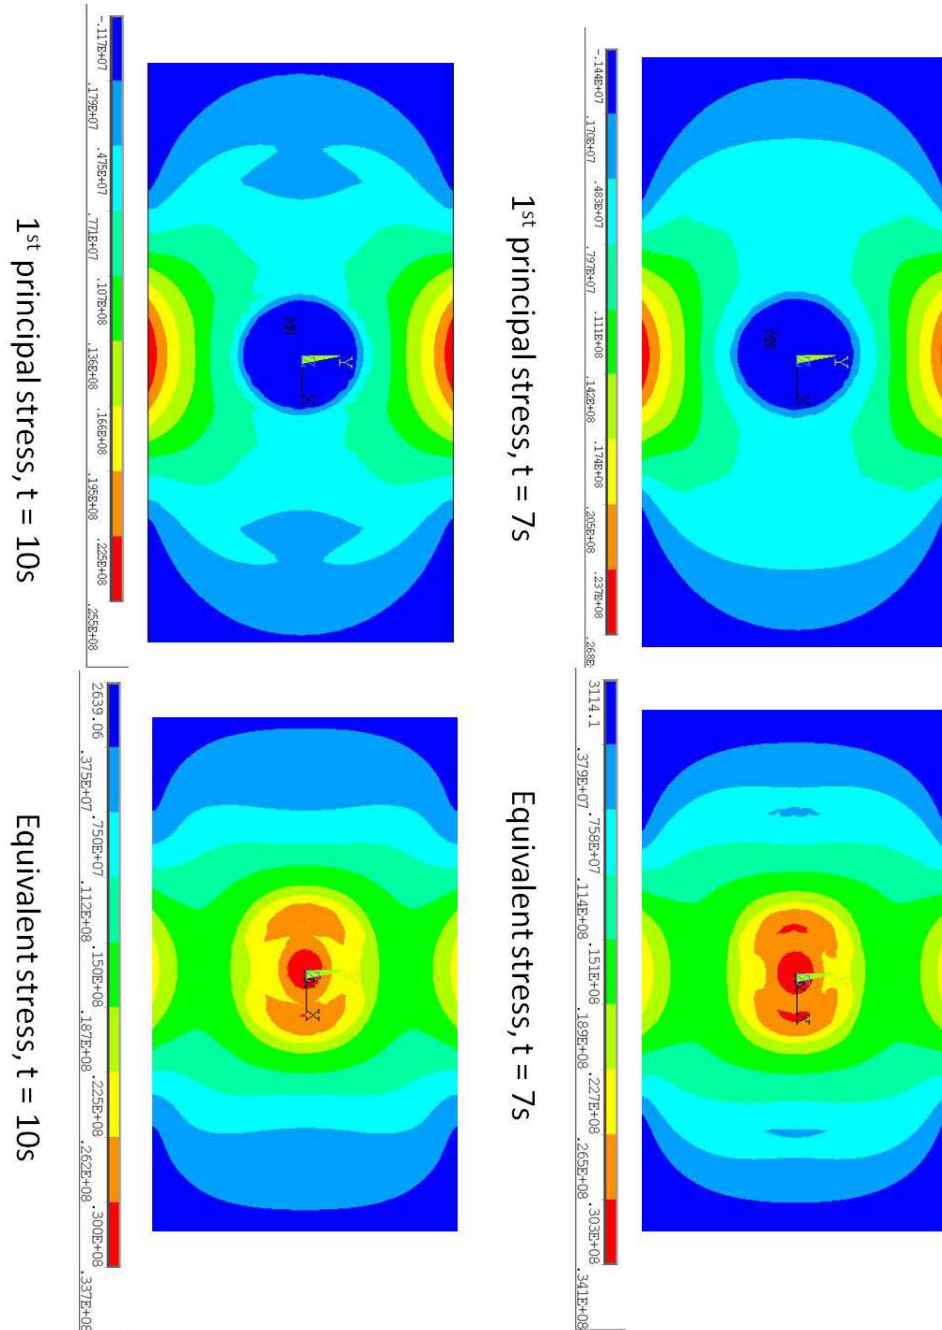 Y
MN
Z
X
-.144E+07 .483E+07 .111E+08 .174E+08 .237E+08
.170E+07 .797E+07 .142E+08 .205E+08 .268E
1st principal stress, t = 7s
X
3114.1 .758E+07 .151E+08 .227E+08 .303E+08
.379E+07 .114E+08 .189E+08 .265E+08 .341E+08
Equivalent stress, t = 7s
Y
MN
Z
X
-.117E+07 .475E+07 .107E+08 .166E+08 .225E+08
.179E+07 .771E+07 .136E+08 .195E+08 .255E+08
1st principal stress, t = 10s
X
2639.06 .750E+07 .150E+08 .225E+08 .300E+08
.375E+07 .112E+08 .187E+08 .262E+08 .337E+08
Equivalent stress, t = 10s